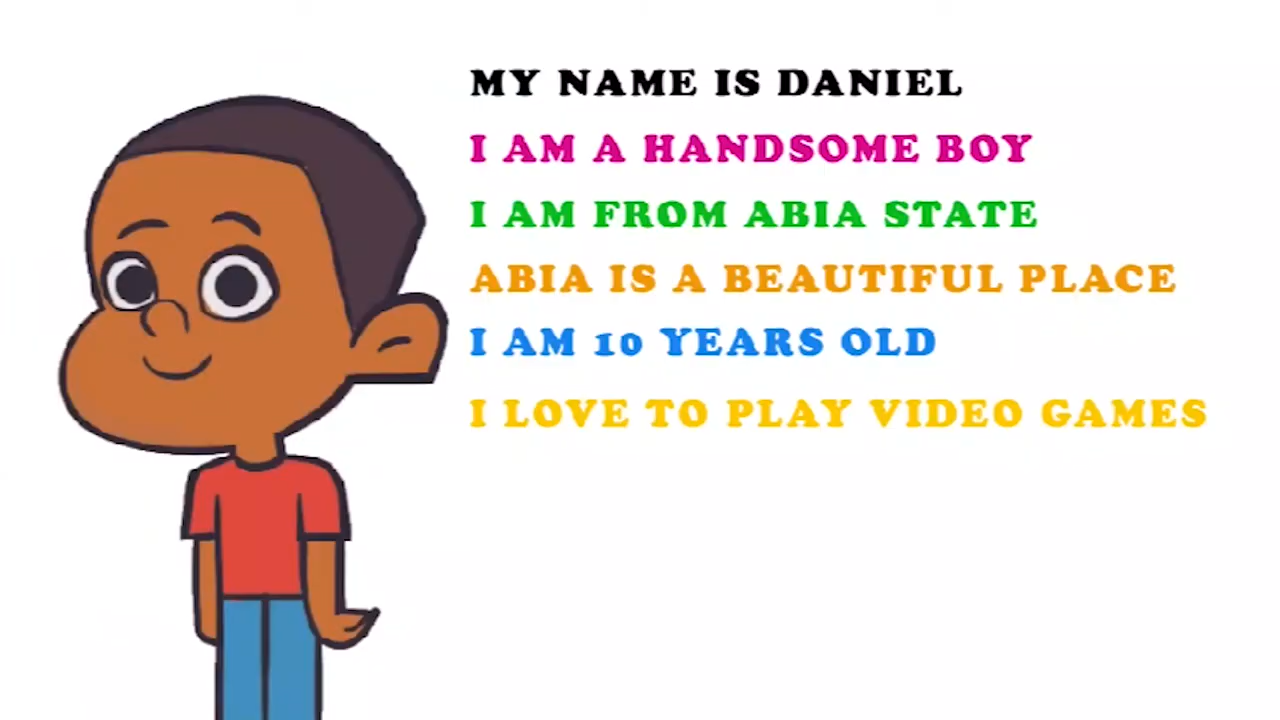 MY NAME IS DANIEL
I AM A HANDSOME BOY
I AM FROM ABIA STATE
ABIA IS A BEAUTIFUL PLACE
I AM 10 YEARS OLD
I LOVE TO PLAY VIDEO GAMES